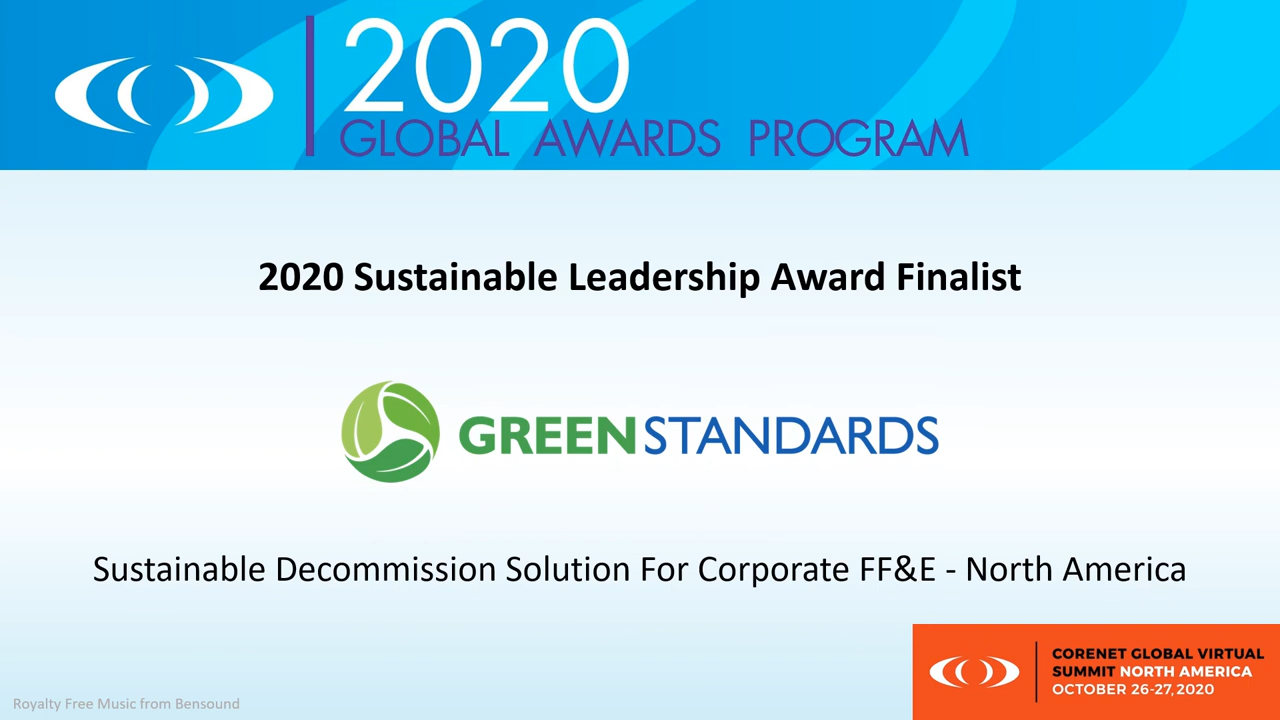 2020
GLOBAL AWARDS PROGRAM
2020 Sustainable Leadership Award Finalist
GREENSTANDARDS
Sustainable Decommission Solution For Corporate FF&E - North America
CORENET GLOBAL VIRTUAL
SUMMIT NORTH AMERICA
OCTOBER 26-27, 2020
Royalty Free Music from Bensound